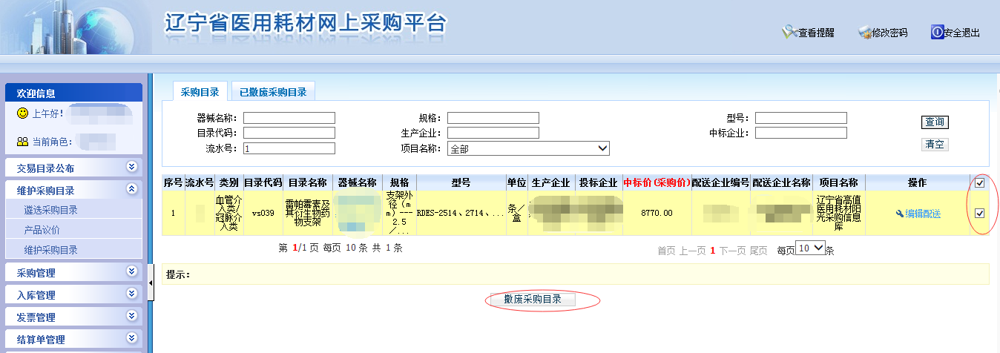 辽宁省医用耗材网上采购平台
查看提醒 修改密码 安全退出
欢迎信息
上午好!
当前角色:
交易目录公布
维护采购目录
遴选采购目录
产品议价
维护采购目录
采购管理
入库管理
发票管理
结算单管理
采购目录 已撤废采购目录
器械名称: 规格: 型号: 查询
目录代码: 生产企业: 中标企业:
流水号: 1 项目名称: 全部 清空
序号 流水号 类别 目录代码 目录名称 器械名称 规格 型号 单位 生产企业 投标企业 中标价(采购价) 配送企业编号 配送企业名称 项目名称 操作
1 血管介入类/冠脉介入类 vs039 雷帕霉素及其衍生物药物支架 支架外径(mm)---2.5/... RDES-2514、2714、... 条/盒 8770.00 辽宁省高值医用耗材阳光采购信息库 编辑配送
第 1/1 页 每页 10 条 共 1 条 首页 上一页 1 下一页 尾页 每页 10 条
提示:
撤废采购目录